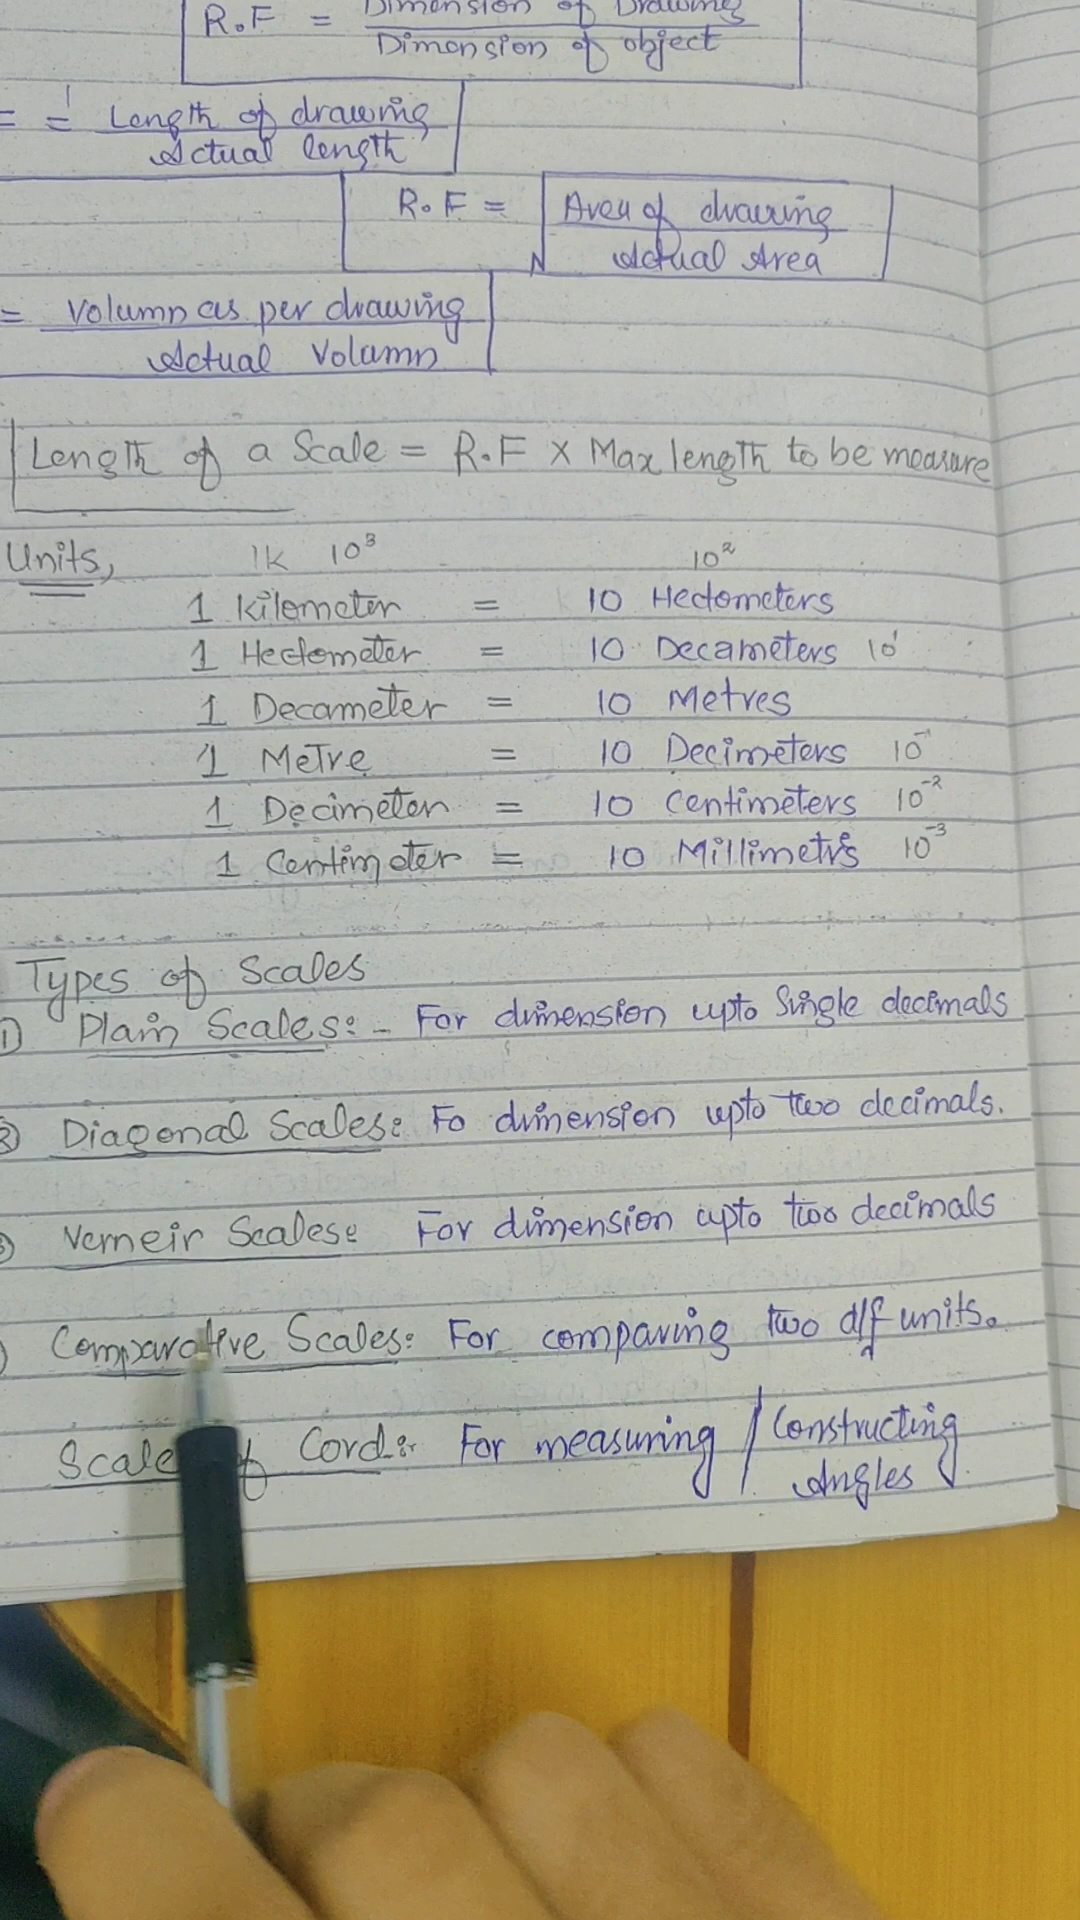 R.F = Dimension of Drawing
Dimension of object
= Length of drawing
Actual length
R.F = √ Area of drawing
Actual Area
= Volumn as per drawing
Actual Volumn
Length of a Scale = R.F × Max length to be measure
Units, 1k 10³ 10²
1 Kilometer = 10 Hectometers
1 Hectometer = 10 Decameters 10¹
1 Decameter = 10 Metres
1 Metre = 10 Decimeters 10⁻¹
1 Decimeter = 10 Centimeters 10⁻²
1 Centimeter = 10 Millimetrs 10⁻³
Types of Scales
① Plain Scales:- For dimension upto Single decimals
② Diagonal Scales: Fo dimension upto two decimals.
③ Verneir Scales: For dimension upto two decimals
Comparative Scales: For comparing two d/f units.
Scale of Cord:- For measuring / Constructing
Angles